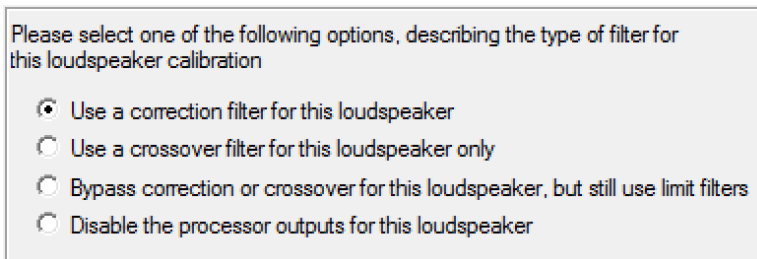 Please select one of the following options, describing the type of filter for
this loudspeaker calibration
Use a correction filter for this loudspeaker
Use a crossover filter for this loudspeaker only
Bypass correction or crossover for this loudspeaker, but still use limit filters
Disable the processor outputs for this loudspeaker